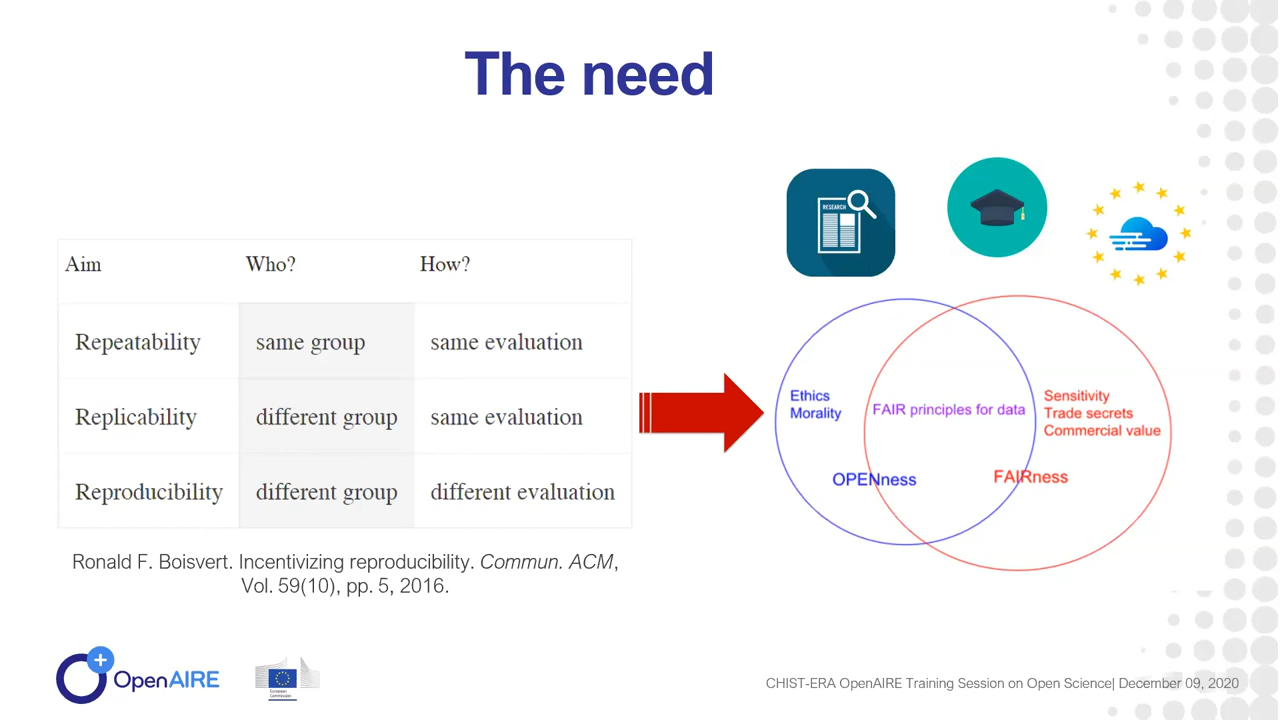 The need
RESEARCH
Aim Who? How?
Repeatability same group same evaluation
Replicability different group same evaluation
Reproducibility different group different evaluation
Ronald F. Boisvert. Incentivizing reproducibility. Commun. ACM,
Vol. 59(10), pp. 5, 2016.
Ethics
Morality
FAIR principles for data
Sensitivity
Trade secrets
Commercial value
OPENness
FAIRness
OpenAIRE
European
Commission
CHIST-ERA OpenAIRE Training Session on Open Science| December 09, 2020